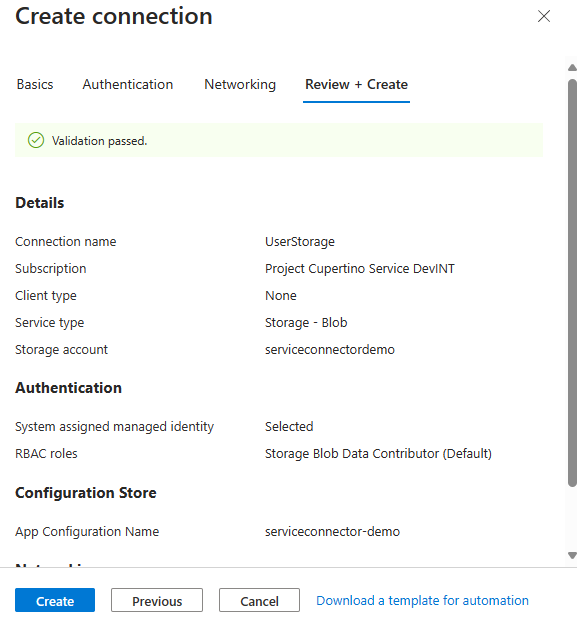 Create connection
Basics Authentication Networking Review + Create
Validation passed.
Details
Connection name UserStorage
Subscription Project Cupertino Service DevINT
Client type None
Service type Storage - Blob
Storage account serviceconnectordemo
Authentication
System assigned managed identity Selected
RBAC roles Storage Blob Data Contributor (Default)
Configuration Store
App Configuration Name serviceconnector-demo
Create Previous Cancel Download a template for automation